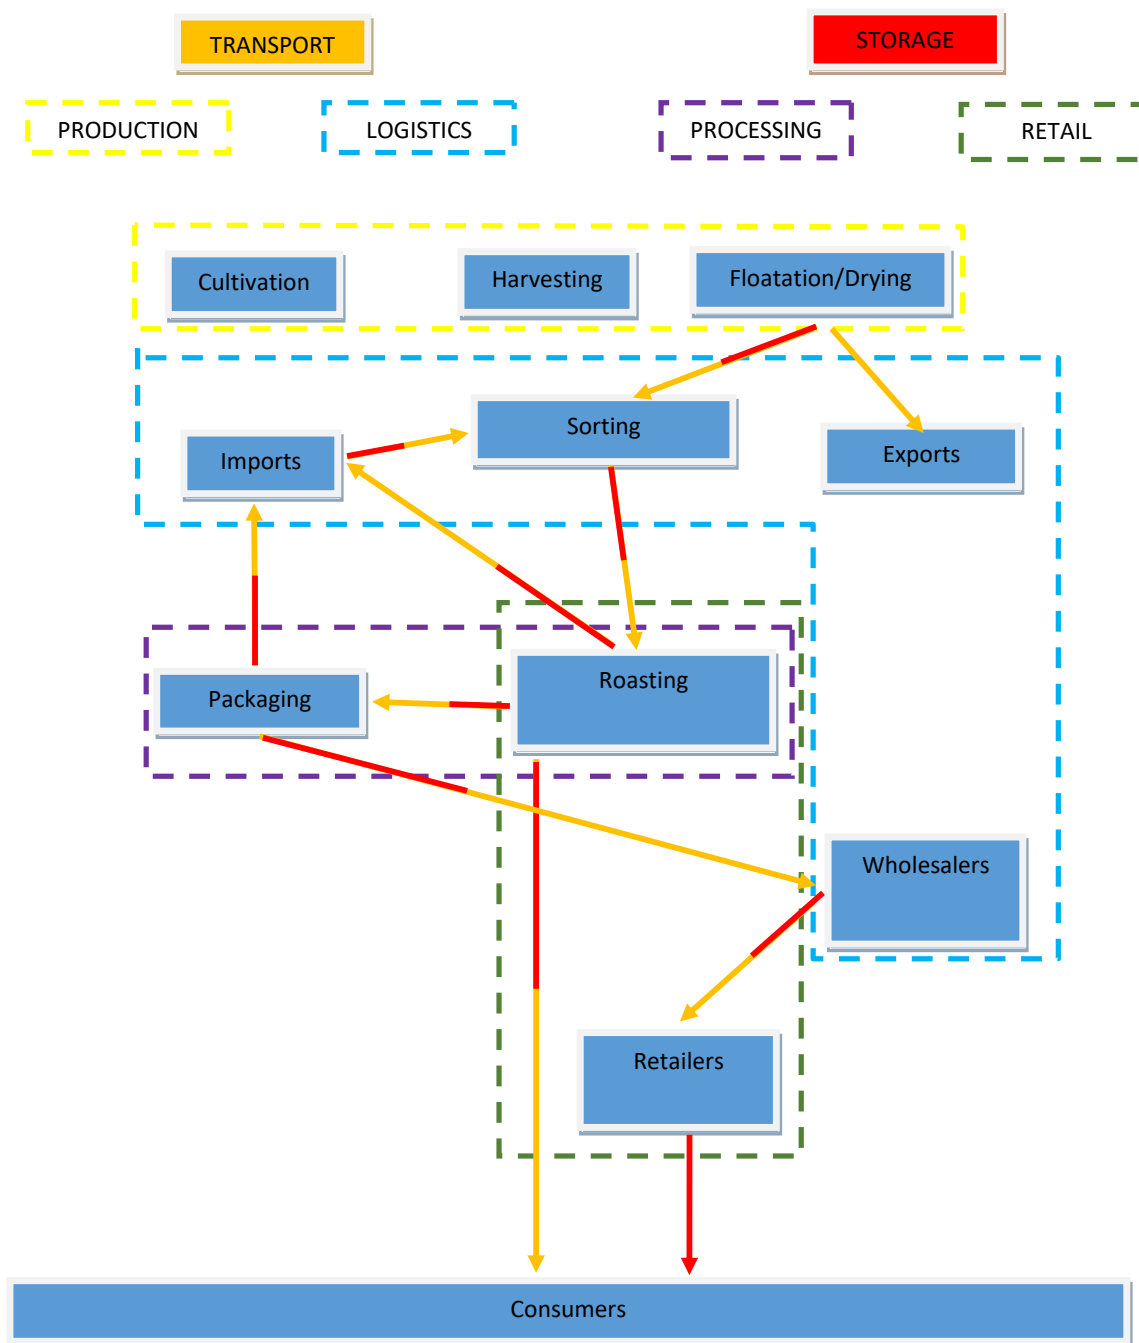 TRANSPORT
STORAGE
PRODUCTION
LOGISTICS
PROCESSING
RETAIL
Cultivation
Harvesting
Floatation/Drying
Sorting
Imports
Exports
Roasting
Packaging
Wholesalers
Retailers
Consumers